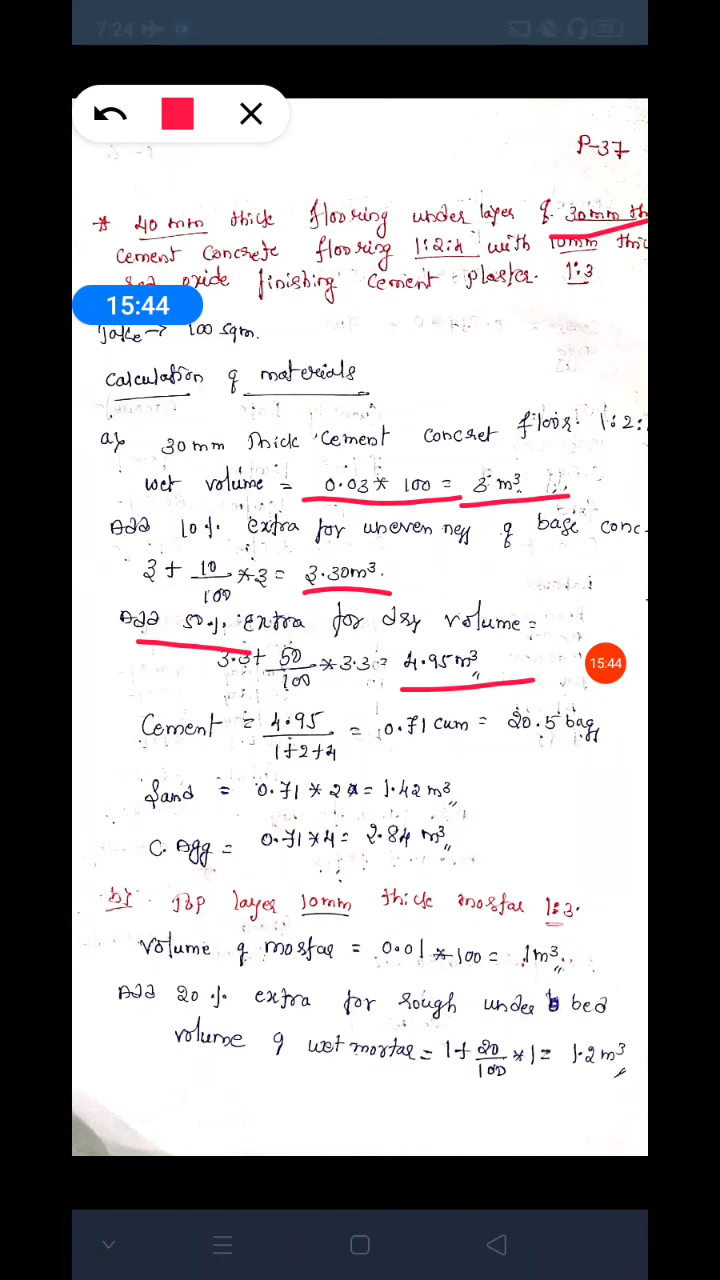 7:24
72
P-37
* 40 mm thick flooring under layer of 30mm th
cement concrete flooring 1:2:4 with 10mm thic
oxide finishing cement plaster. 1:3
15:44
Take → 100 sqm.
Calculation of materials
a) 30 mm thick cement concret floor. 1:2:
wet volume = 0.03 * 100 = 3 m³
Add 10% extra for unevenness of base conc-
3 + 10/100 * 3 = 3.30m³.
Add 50% extra for dry volume =
3.3 + 50/100 * 3.3 = 4.95m³
15:44
Cement = 4.95/1+2+4 = 0.71 cum = 20.5 bags
Sand = 0.71 * 2 = 1.42 m³
C. Agg = 0.71 * 4 = 2.84 m³
b) Top layer 10mm thick mortar 1:3.
Volume of mortar = 0.01 * 100 = 1m³
Add 20% extra for rough under bed
volume of wet mortar = 1 + 20/100 * 1 = 1.2 m³